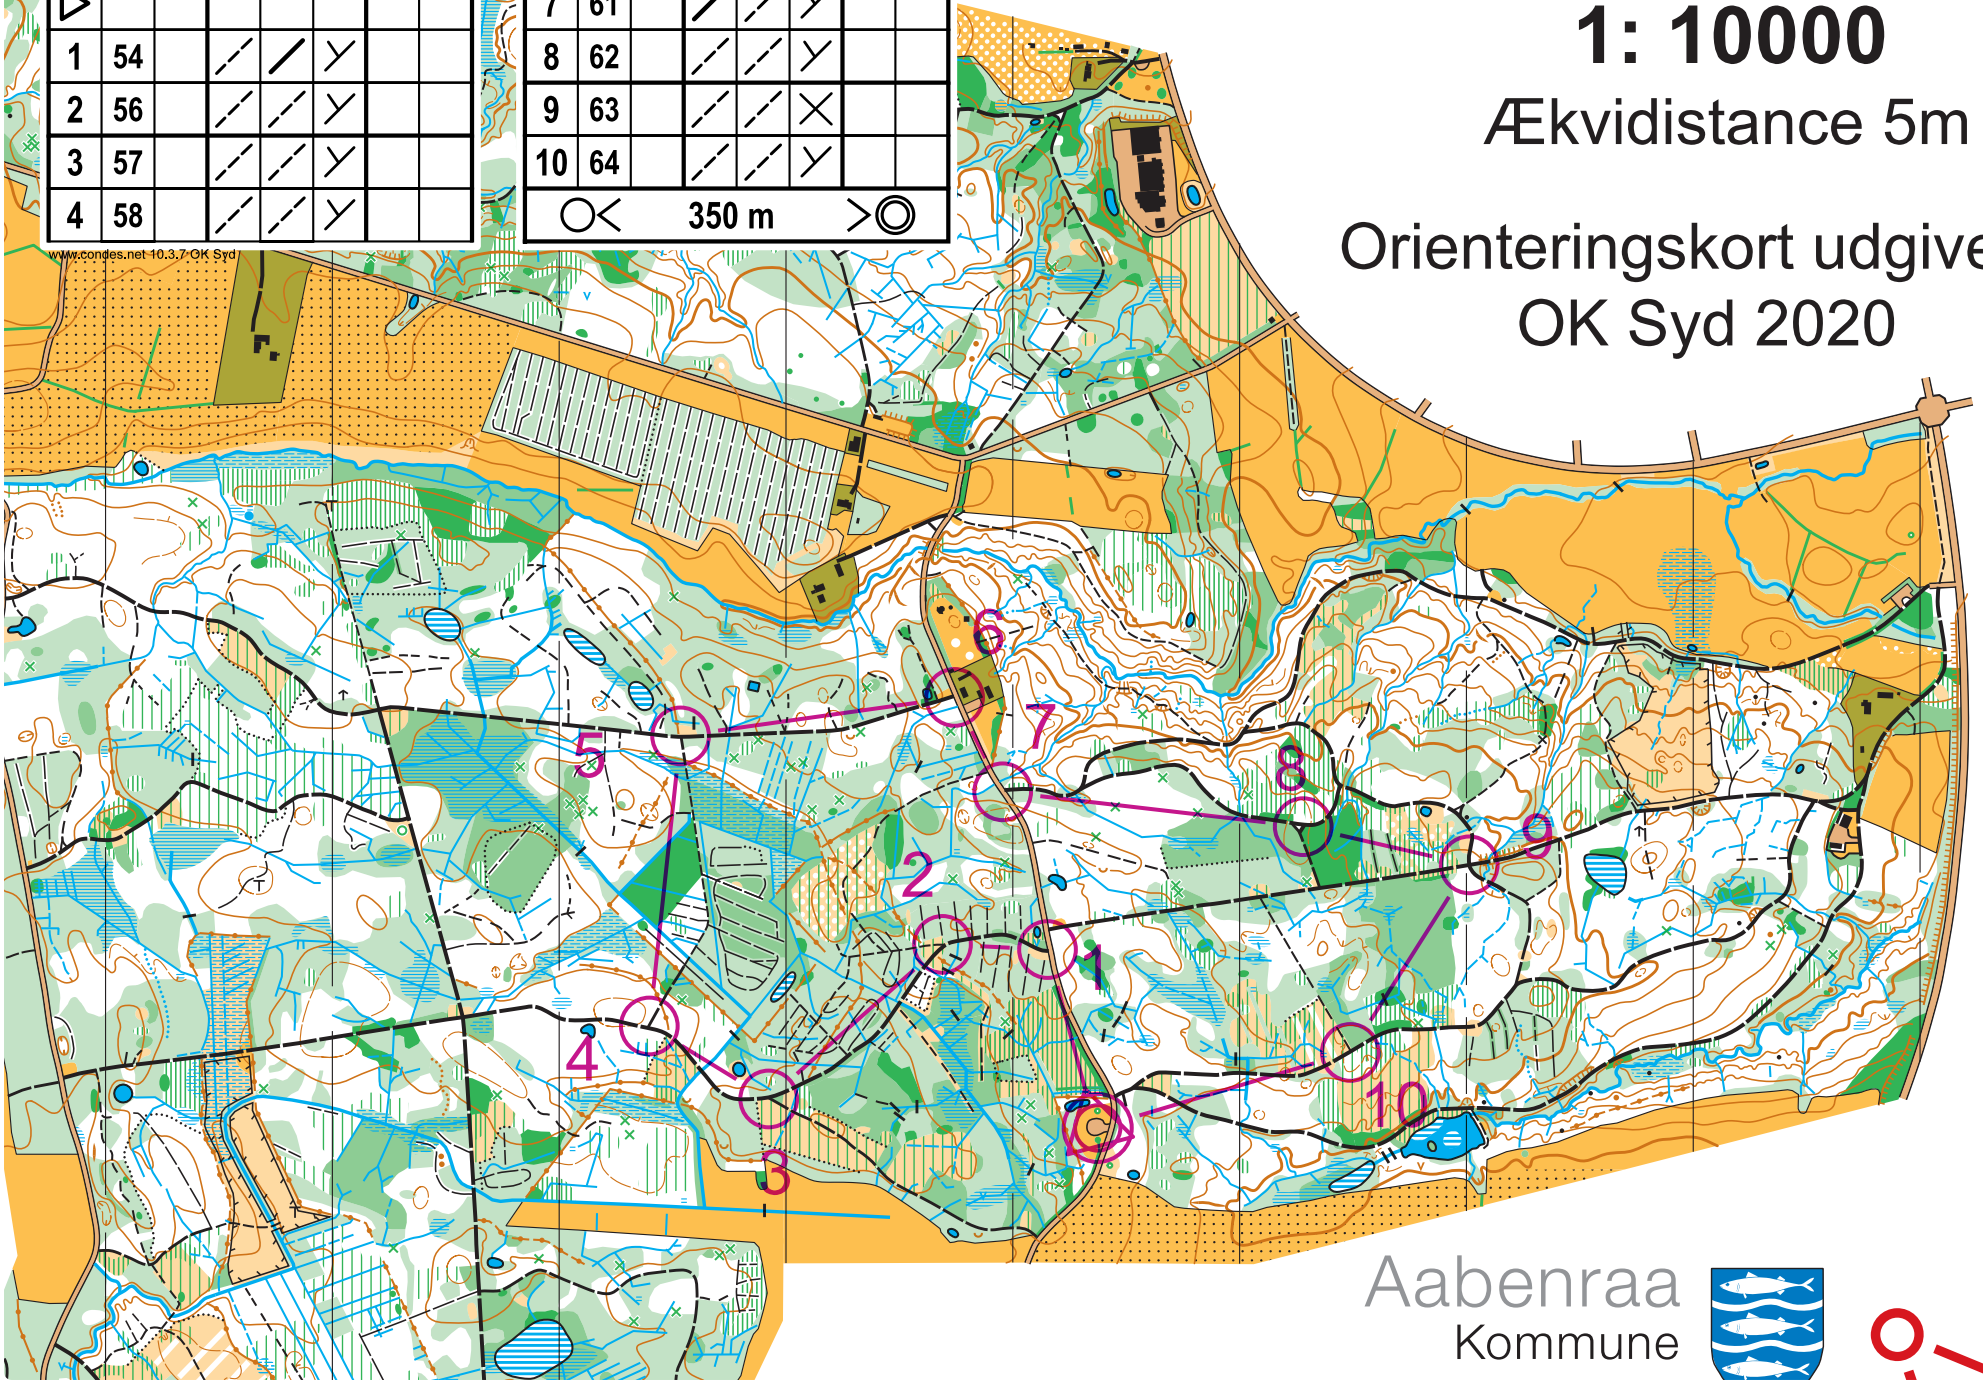 1 54
2 56
3 57
4 58
www.condes.net 10.3.7 OK Syd
7 61
8 62
9 63
10 64
350 m
1: 10000
Ækvidistance 5m
Orienteringskort udgive
OK Syd 2020
6
7
5
8
9
2
1
4
10
3
Aabenraa
Kommune